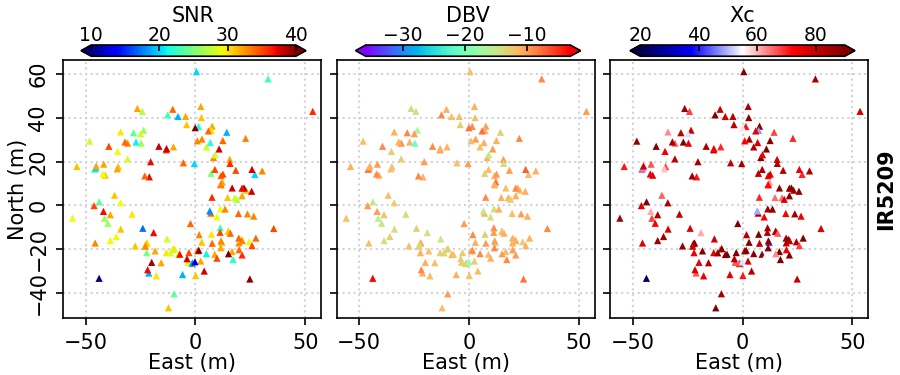 SNR DBV Xc
10 20 30 40 −30 −20 −10 20 40 60 80
60
40
20
0
−20
−40
North (m)
IR5209
−50 0 50 −50 0 50 −50 0 50
East (m) East (m) East (m)